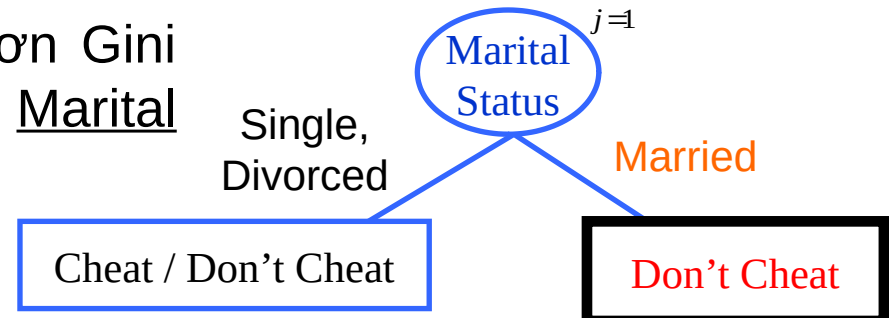 ơn Gini
Marital
j=1
Marital
Status
Single,
Divorced
Married
Cheat / Don’t Cheat
Don’t Cheat